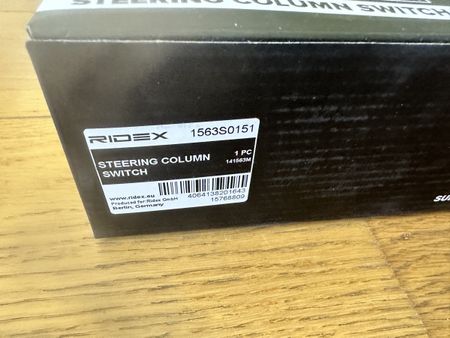 STEERING COLUMN SWITCH
RIDEX 1563S0151
STEERING COLUMN
SWITCH
1 PC
141563M
www.ridex.eu
Produced for Ridex GmbH
Berlin, Germany
4064138201643
15768809